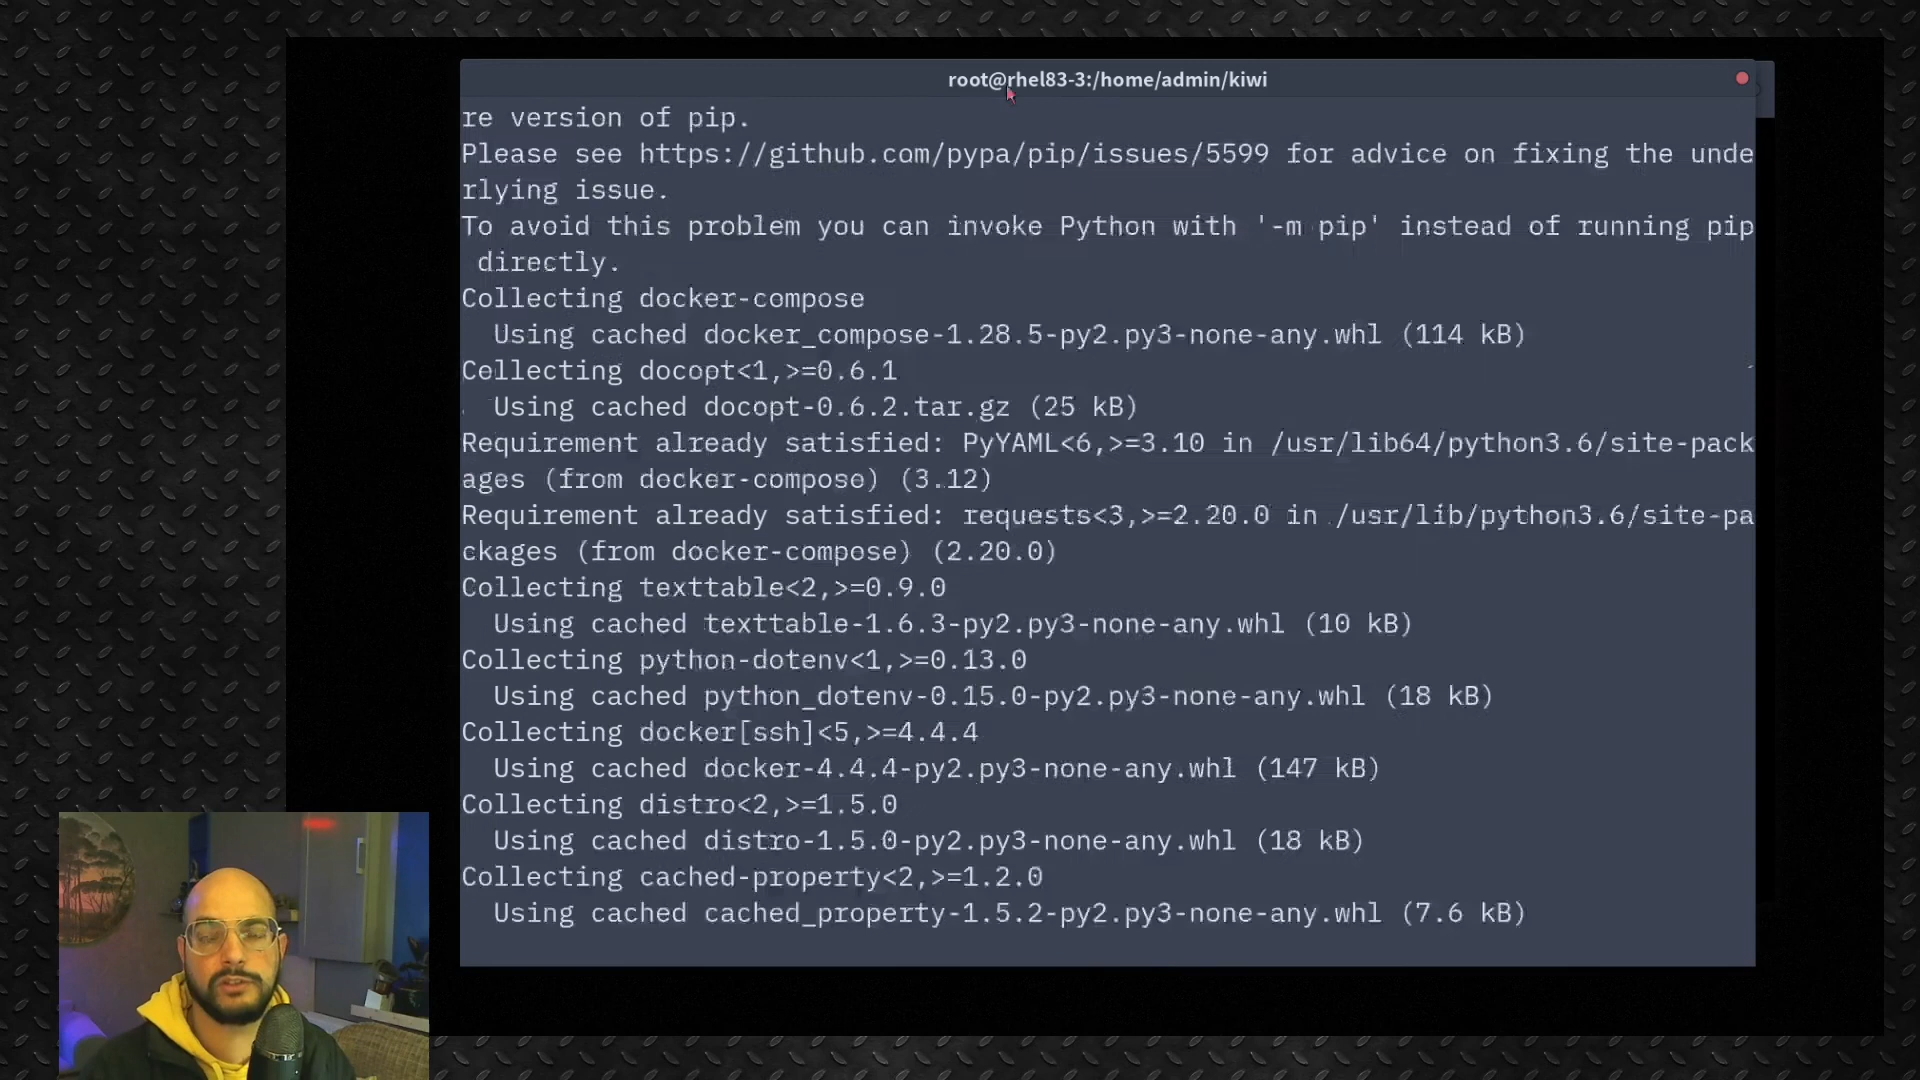 root@rhel83-3:/home/admin/kiwi
re version of pip.
Please see https://github.com/pypa/pip/issues/5599 for advice on fixing the unde
rlying issue.
To avoid this problem you can invoke Python with '-m pip' instead of running pip
 directly.
Collecting docker-compose
  Using cached docker_compose-1.28.5-py2.py3-none-any.whl (114 kB)
Collecting docopt<1,>=0.6.1
  Using cached docopt-0.6.2.tar.gz (25 kB)
Requirement already satisfied: PyYAML<6,>=3.10 in /usr/lib64/python3.6/site-pack
ages (from docker-compose) (3.12)
Requirement already satisfied: requests<3,>=2.20.0 in /usr/lib/python3.6/site-pa
ckages (from docker-compose) (2.20.0)
Collecting texttable<2,>=0.9.0
  Using cached texttable-1.6.3-py2.py3-none-any.whl (10 kB)
Collecting python-dotenv<1,>=0.13.0
  Using cached python_dotenv-0.15.0-py2.py3-none-any.whl (18 kB)
Collecting docker[ssh]<5,>=4.4.4
  Using cached docker-4.4.4-py2.py3-none-any.whl (147 kB)
Collecting distro<2,>=1.5.0
  Using cached distro-1.5.0-py2.py3-none-any.whl (18 kB)
Collecting cached-property<2,>=1.2.0
  Using cached cached_property-1.5.2-py2.py3-none-any.whl (7.6 kB)